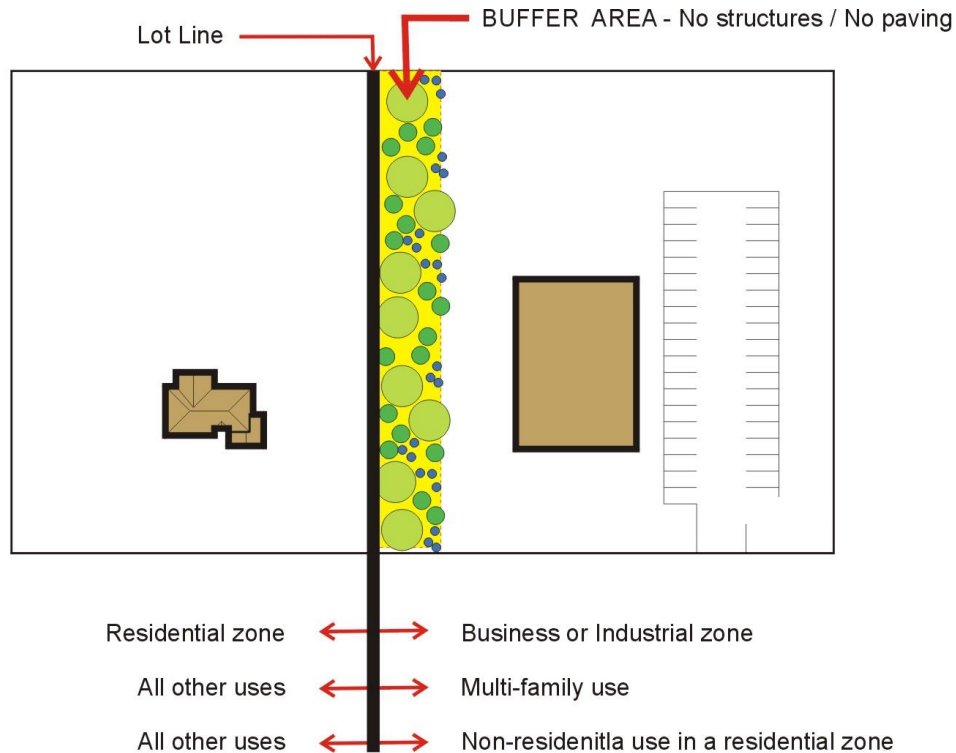 BUFFER AREA - No structures / No paving
Lot Line
Residential zone
Business or Industrial zone
All other uses
Multi-family use
All other uses
Non-residenitla use in a residential zone